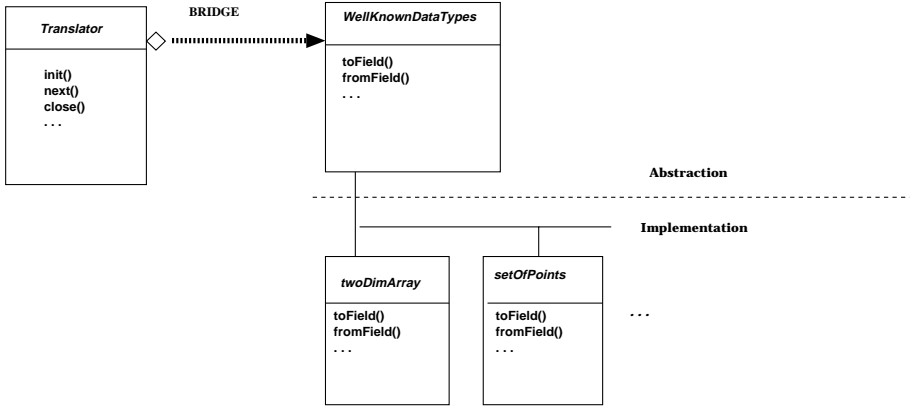 BRIDGE
Translator
init()
next()
close()
. . .
WellKnownDataTypes
toField()
fromField()
. . .
Abstraction
Implementation
twoDimArray
toField()
fromField()
. . .
setOfPoints
toField()
fromField()
. . .
. . .